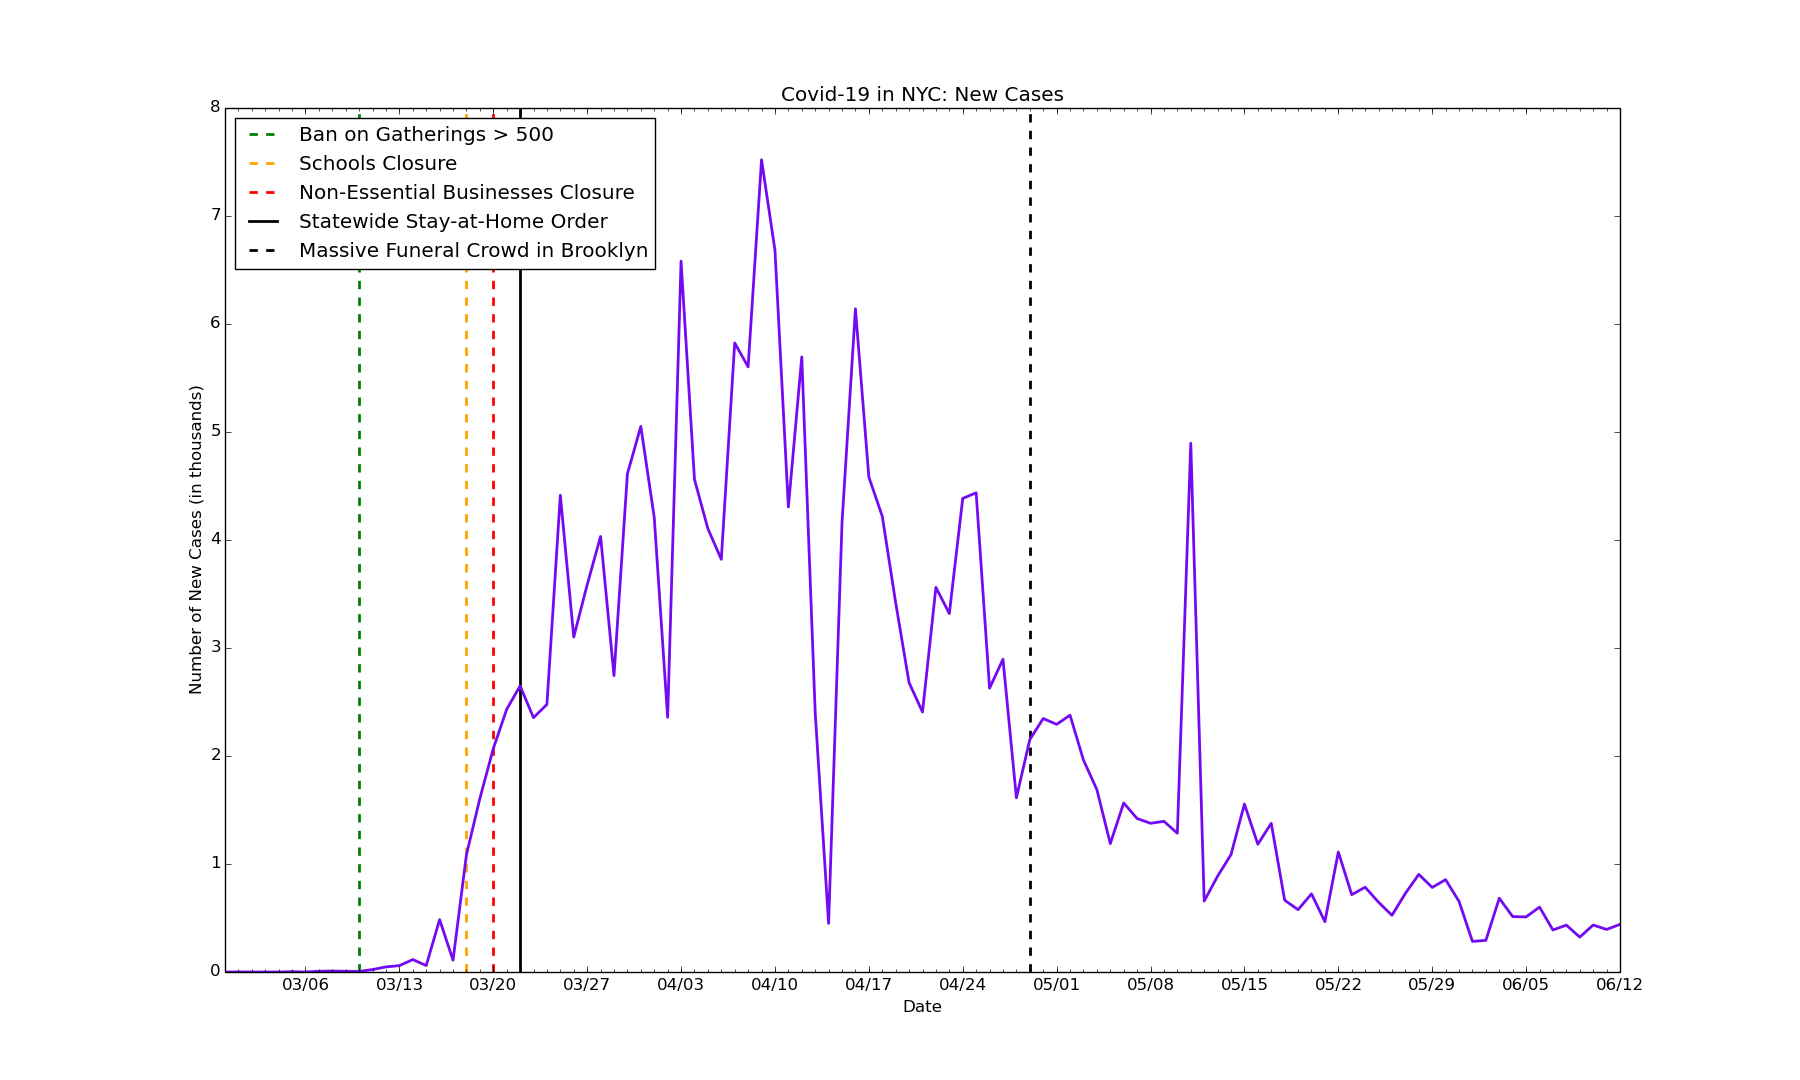 Covid-19 in NYC: New Cases
8
7
6
5
4
3
2
1
0
Number of New Cases (in thousands)
Ban on Gatherings > 500
Schools Closure
Non-Essential Businesses Closure
Statewide Stay-at-Home Order
Massive Funeral Crowd in Brooklyn
03/06 03/13 03/20 03/27 04/03 04/10 04/17 04/24 05/01 05/08 05/15 05/22 05/29 06/05 06/12
Date